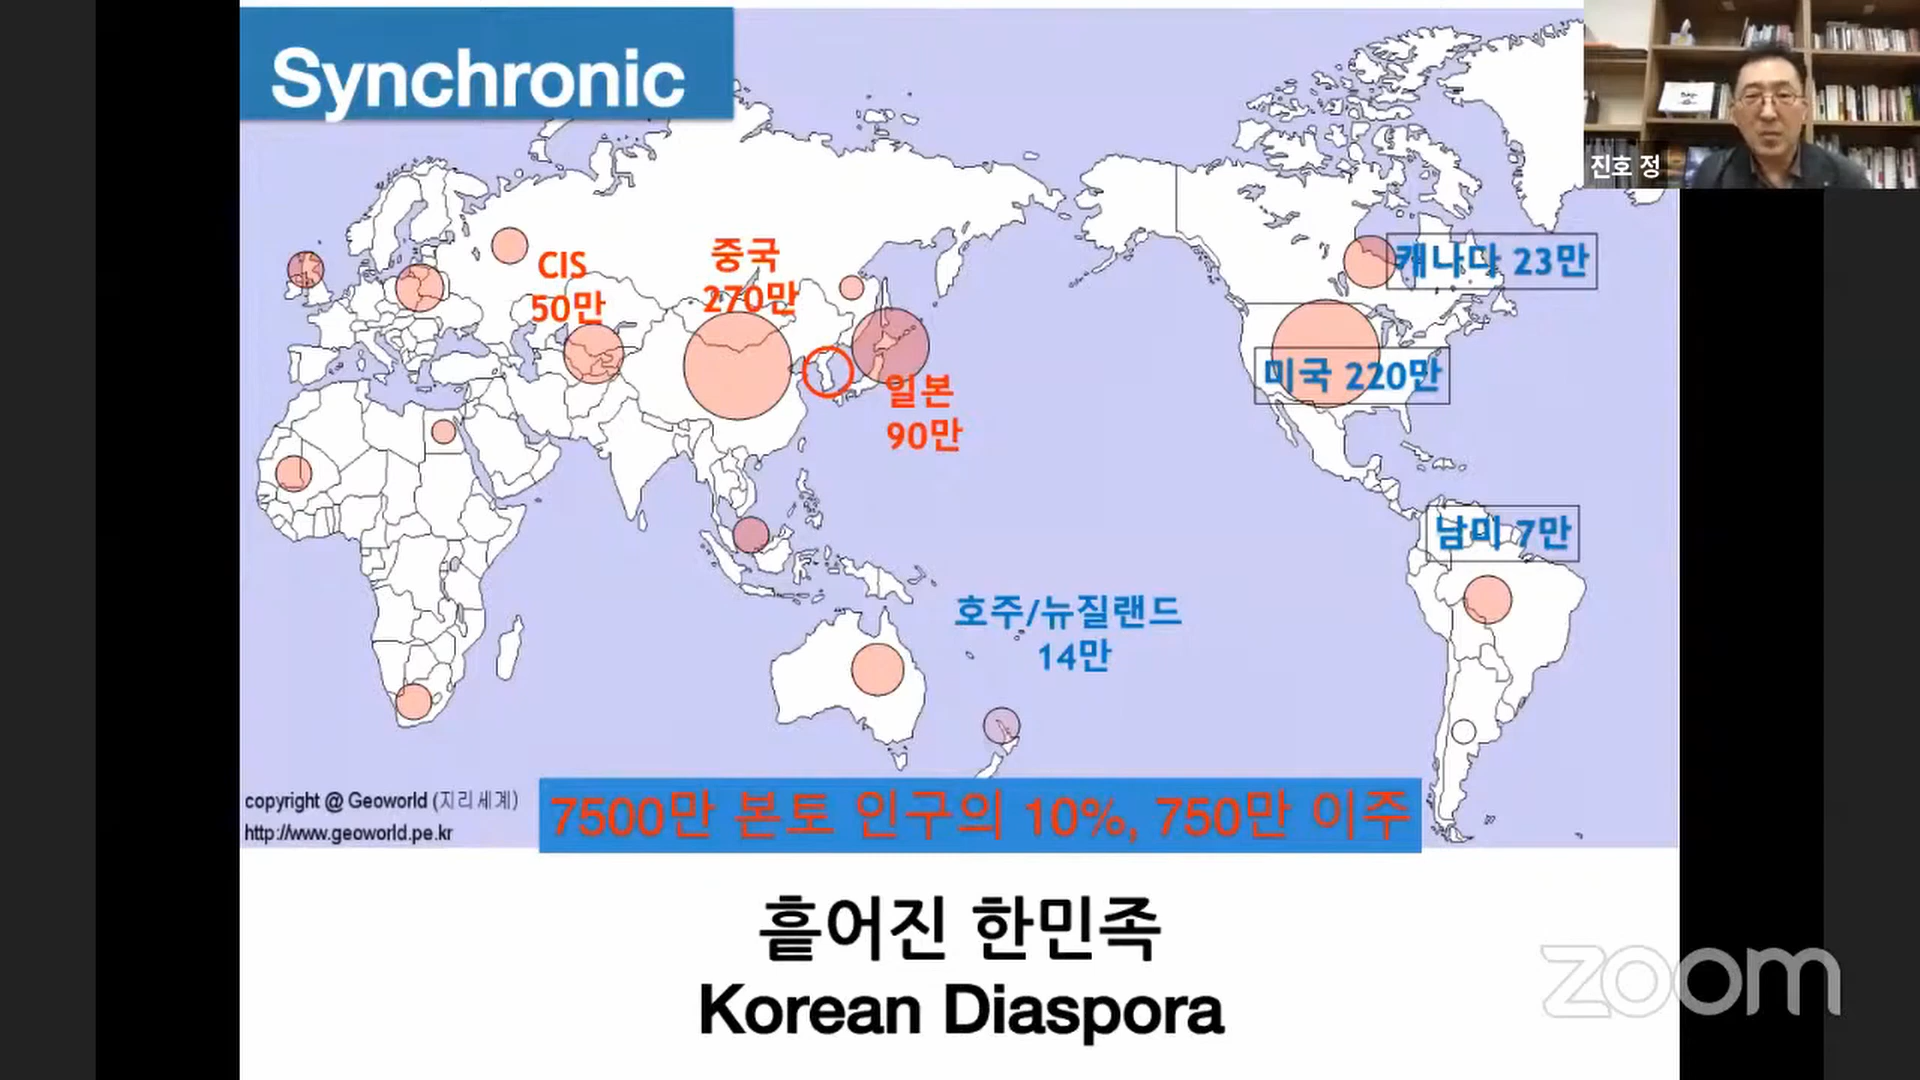 Synchronic
진호 정
CIS
50만
중국
270만
일본
90만
캐나다 23만
미국 220만
남미 7만
호주/뉴질랜드
14만
copyright @ Geoworld (지리세계)
http://www.geoworld.pe.kr
7500만 본토 인구의 10%, 750만 이주
흩어진 한민족
Korean Diaspora
zoom